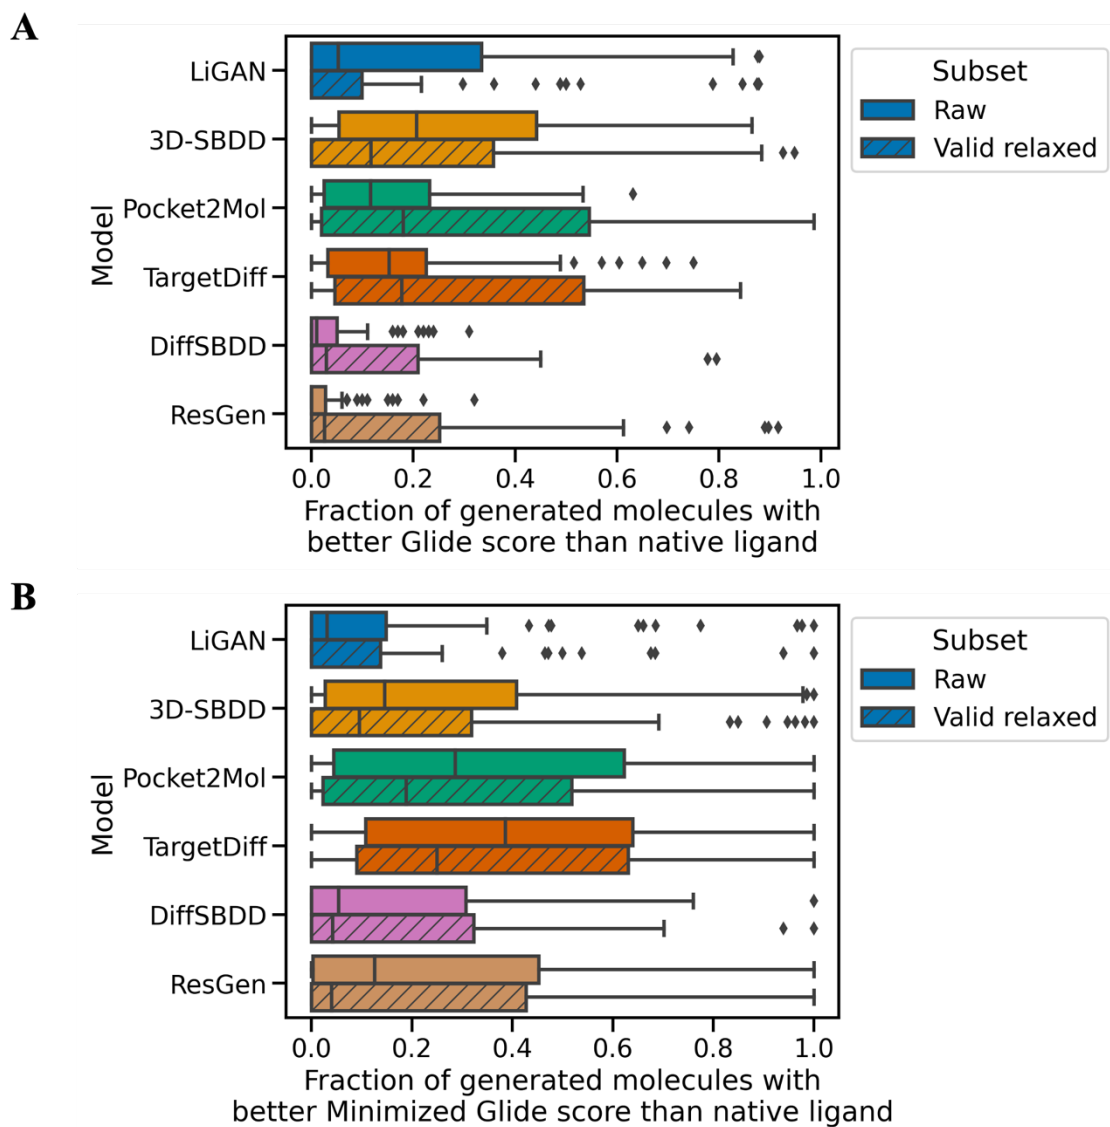 A
Model
LiGAN
3D-SBDD
Pocket2Mol
TargetDiff
DiffSBDD
ResGen
0.0 0.2 0.4 0.6 0.8 1.0
Fraction of generated molecules with
better Glide score than native ligand
Subset
Raw
Valid relaxed
B
Model
LiGAN
3D-SBDD
Pocket2Mol
TargetDiff
DiffSBDD
ResGen
0.0 0.2 0.4 0.6 0.8 1.0
Fraction of generated molecules with
better Minimized Glide score than native ligand
Subset
Raw
Valid relaxed